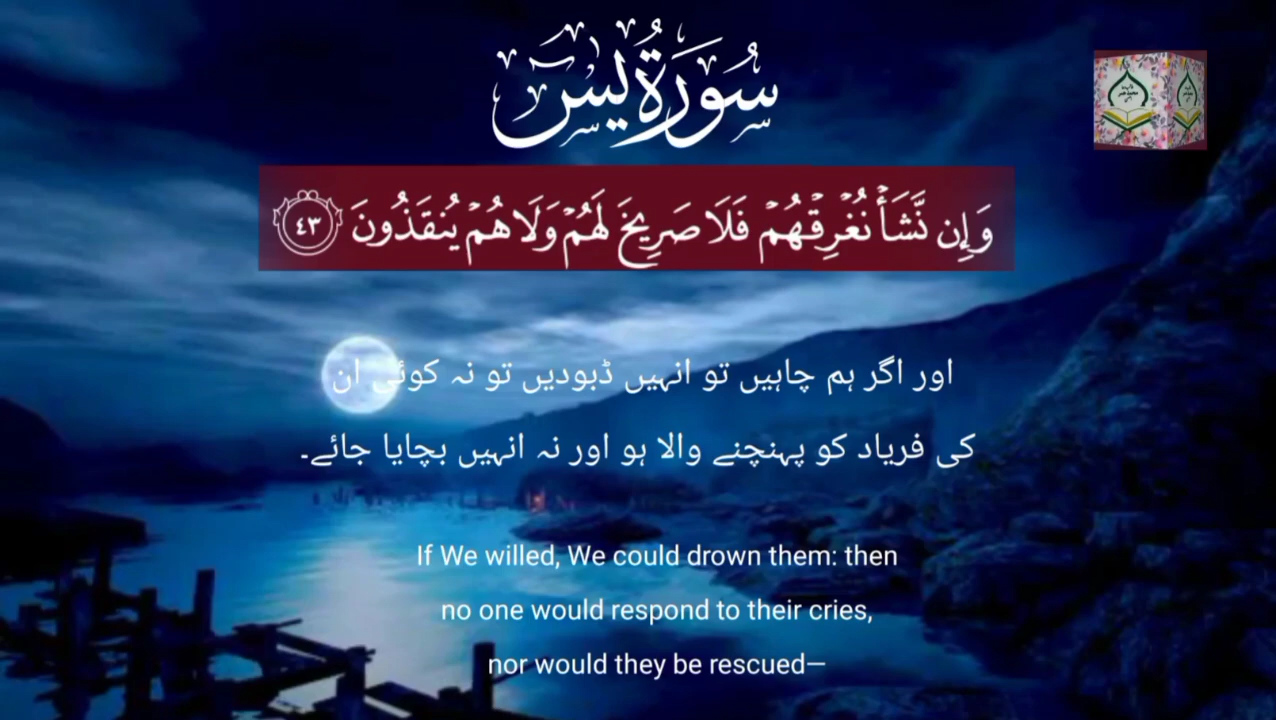 سُورَةُ يٰسٓ
وَإِن نَّشَأْ نُغْرِقْهُمْ فَلَا صَرِيخَ لَهُمْ وَلَا هُمْ يُنقَذُونَ ٤٣
اور اگر ہم چاہیں تو انہیں ڈبودیں تو نہ کوئی ان
کی فریاد کو پہنچنے والا ہو اور نہ انہیں بچایا جائے۔
If We willed, We could drown them: then
no one would respond to their cries,
nor would they be rescued—